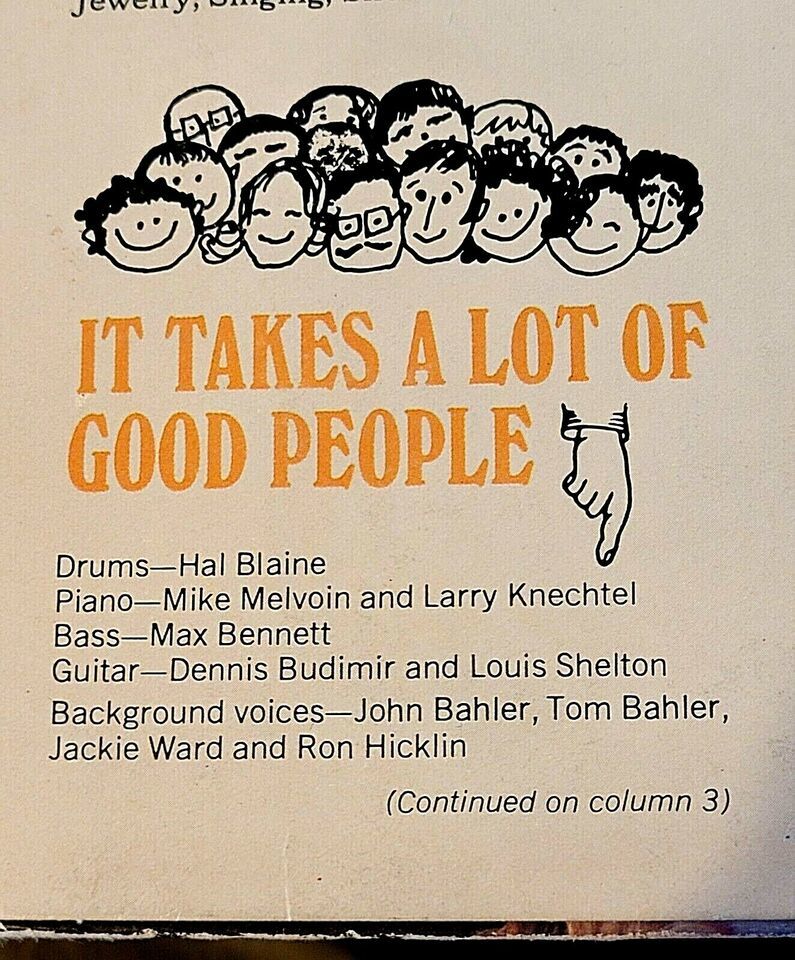 Jewelry, Singing,
IT TAKES A LOT OF
GOOD PEOPLE
Drums—Hal Blaine
Piano—Mike Melvoin and Larry Knechtel
Bass—Max Bennett
Guitar—Dennis Budimir and Louis Shelton
Background voices—John Bahler, Tom Bahler,
Jackie Ward and Ron Hicklin
(Continued on column 3)